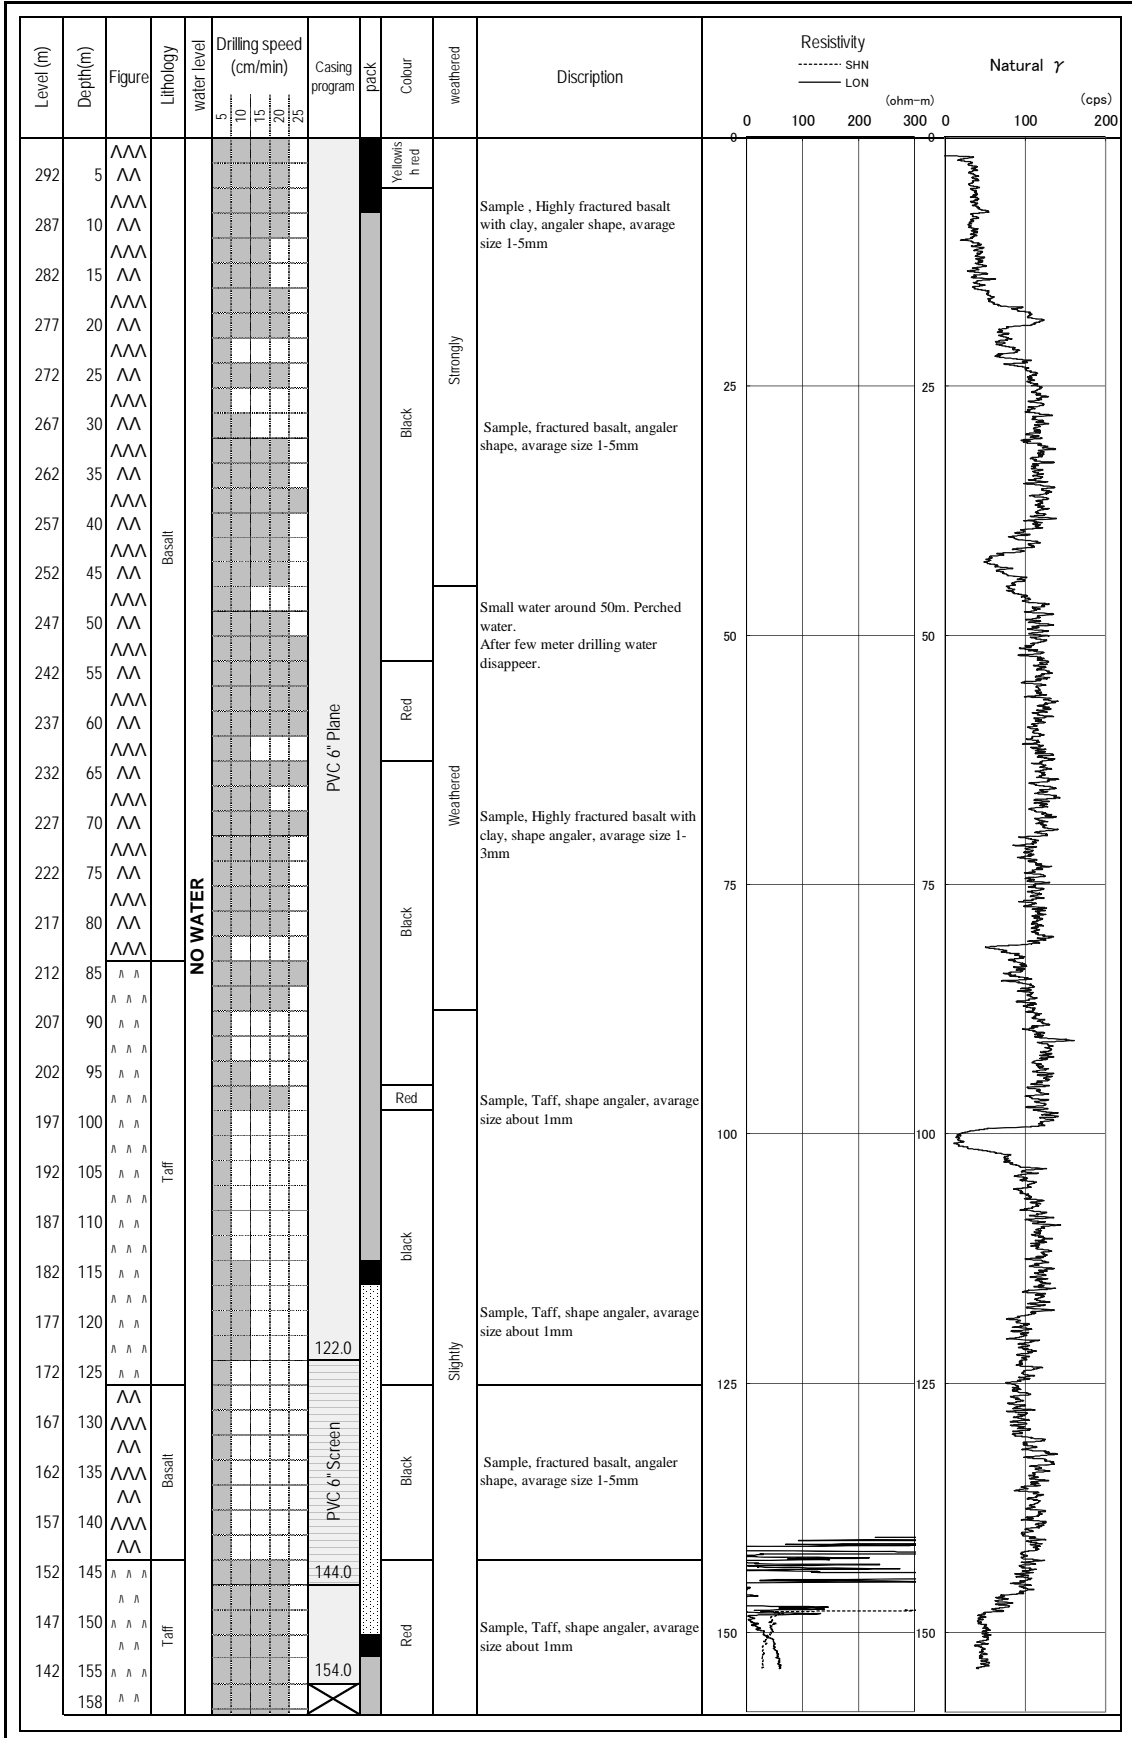 Level (m)
Depth(m)
Figure
Lithology
water level
Drilling speed
(cm/min)
5
10
15
20
25
Casing
program
pack
Colour
weathered
Discription
Resistivity
SHN
LON
(ohm-m)
0 100 200 300
Natural γ
(cps)
0 100 200
0
0
292 5
287 10
282 15
277 20
272 25
267 30
262 35
257 40
252 45
247 50
242 55
237 60
232 65
227 70
222 75
217 80
212 85
207 90
202 95
197 100
192 105
187 110
182 115
177 120
172 125
167 130
162 135
157 140
152 145
147 150
142 155
158
Basalt
Taff
Basalt
Taff
NO WATER
PVC 6" Plane
122.0
PVC 6" Screen
144.0
154.0
Yellowis
h red
Black
Red
Black
Red
black
Black
Red
Strrongly
Weathered
Slightly
Sample , Highly fractured basalt
with clay, angaler shape, avarage
size 1-5mm
Sample, fractured basalt, angaler
shape, avarage size 1-5mm
Small water around 50m. Perched
water.
After few meter drilling water
disappeer.
Sample, Highly fractured basalt with
clay, shape angaler, avarage size 1-
3mm
Sample, Taff, shape angaler, avarage
size about 1mm
Sample, Taff, shape angaler, avarage
size about 1mm
Sample, fractured basalt, angaler
shape, avarage size 1-5mm
Sample, Taff, shape angaler, avarage
size about 1mm
25
50
75
100
125
150
25
50
75
100
125
150